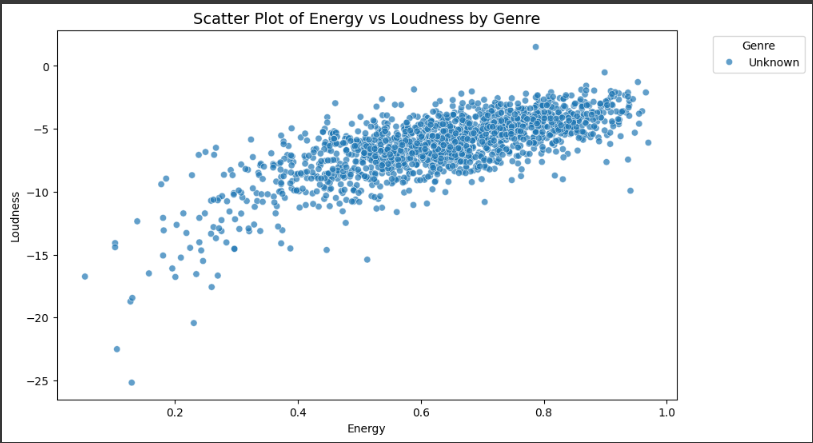 Scatter Plot of Energy vs Loudness by Genre
Genre
Unknown
0
−5
−10
−15
−20
−25
Loudness
0.2 0.4 0.6 0.8 1.0
Energy